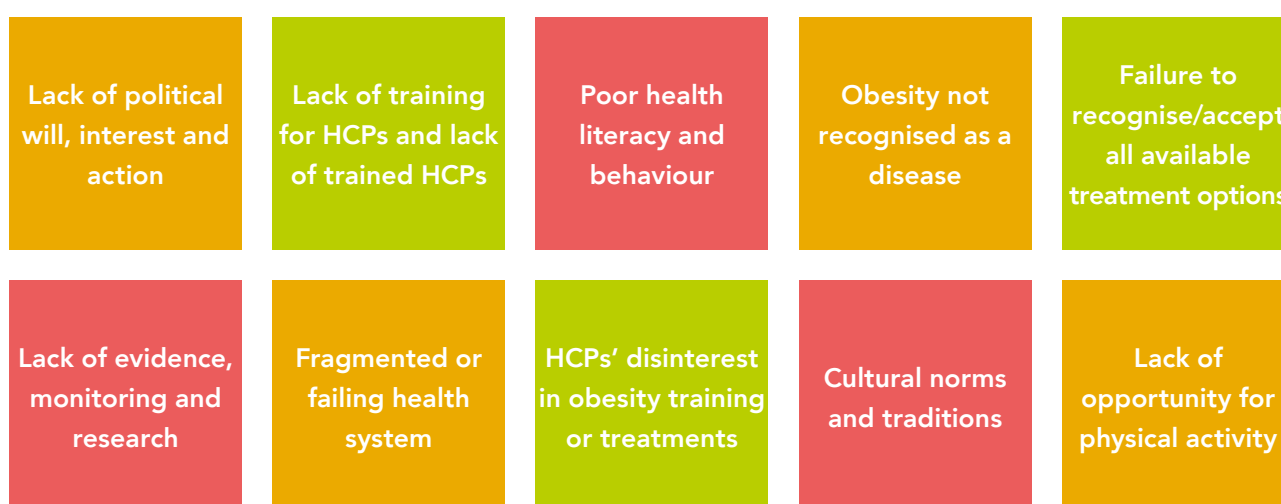 Lack of political
will, interest and
action
Lack of training
for HCPs and lack
of trained HCPs
Poor health
literacy and
behaviour
Obesity not
recognised as a
disease
Failure to
recognise/accept
all available
treatment options
Lack of evidence,
monitoring and
research
Fragmented or
failing health
system
HCPs’ disinterest
in obesity training
or treatments
Cultural norms
and traditions
Lack of
opportunity for
physical activity